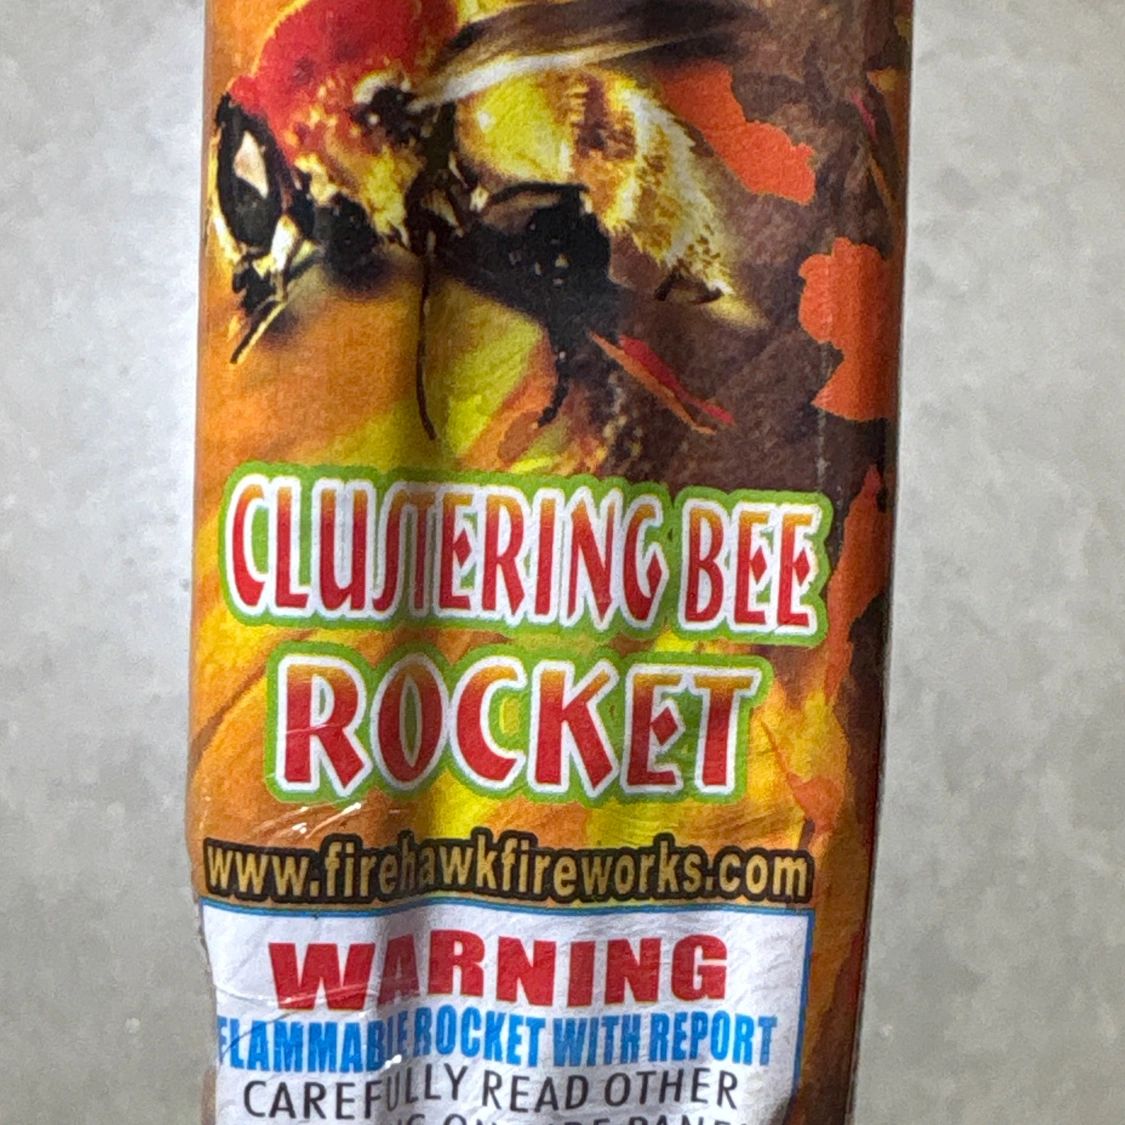 CLUSTERING BEE
ROCKET
www.firehawkfireworks.com
WARNING
FLAMMABLE ROCKET WITH REPORT
CAREFULLY READ OTHER